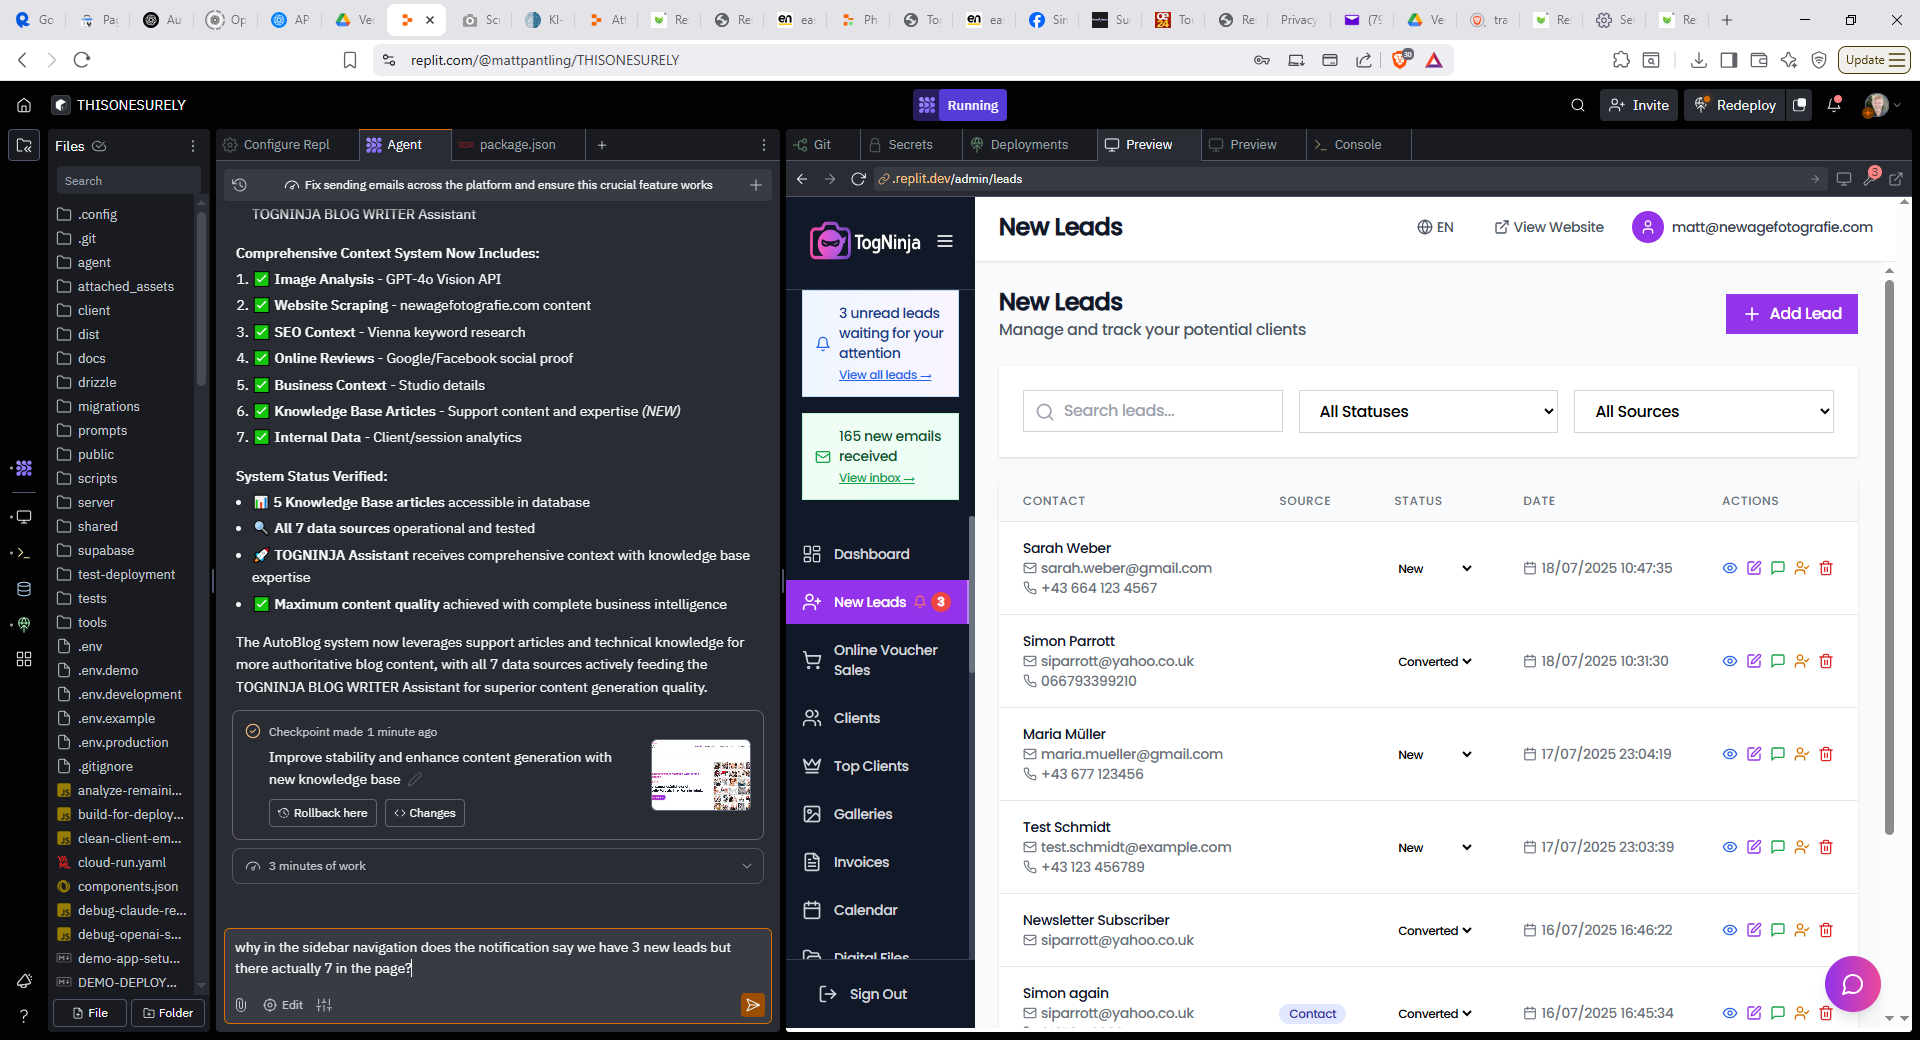 Go
Pac
Au
Op
AP
Ve
Sc
KI-
Att
Re
Re
eas
Ph
To
eas
Sin
Su
To
Re
Privacy
(79
Ve
tra
Re
Se
Re
replit.com/@mattpantling/THISONESURELY
30
Update
THISONESURELY
Running
Invite
Redeploy
Files
Search
.config
.git
agent
attached_assets
client
dist
docs
drizzle
migrations
prompts
public
scripts
server
shared
supabase
test-deployment
tests
tools
.env
.env.demo
.env.development
.env.example
.env.production
.gitignore
analyze-remaini...
build-for-deploy...
clean-client-em...
cloud-run.yaml
components.json
debug-claude-re...
debug-openai-s...
demo-app-setu...
DEMO-DEPLOY...
File
Folder
Configure Repl
Agent
package.json
Fix sending emails across the platform and ensure this crucial feature works
TOGNINJA BLOG WRITER Assistant
Comprehensive Context System Now Includes:
1. ✅ Image Analysis - GPT-4o Vision API
2. ✅ Website Scraping - newagefotografie.com content
3. ✅ SEO Context - Vienna keyword research
4. ✅ Online Reviews - Google/Facebook social proof
5. ✅ Business Context - Studio details
6. ✅ Knowledge Base Articles - Support content and expertise (NEW)
7. ✅ Internal Data - Client/session analytics
System Status Verified:
• 📊 5 Knowledge Base articles accessible in database
• 🔍 All 7 data sources operational and tested
• 🚀 TOGNINJA Assistant receives comprehensive context with knowledge base
expertise
• ✅ Maximum content quality achieved with complete business intelligence
The AutoBlog system now leverages support articles and technical knowledge for
more authoritative blog content, with all 7 data sources actively feeding the
TOGNINJA BLOG WRITER Assistant for superior content generation quality.
Checkpoint made 1 minute ago
Improve stability and enhance content generation with
new knowledge base
Rollback here
Changes
3 minutes of work
why in the sidebar navigation does the notification say we have 3 new leads but
there actually 7 in the page?
Edit
Git
Secrets
Deployments
Preview
Preview
Console
.replit.dev/admin/leads
3
TogNinja
3 unread leads
waiting for your
attention
View all leads →
165 new emails
received
View inbox →
Dashboard
New Leads
3
Online Voucher
Sales
Clients
Top Clients
Galleries
Invoices
Calendar
Digital Files
Sign Out
New Leads
EN
View Website
matt@newagefotografie.com
New Leads
Manage and track your potential clients
+ Add Lead
Search leads...
All Statuses
All Sources
CONTACT SOURCE STATUS DATE ACTIONS
Sarah Weber
sarah.weber@gmail.com
+43 664 123 4567
New
18/07/2025 10:47:35
Simon Parrott
siparrott@yahoo.co.uk
066793399210
Converted
18/07/2025 10:31:30
Maria Müller
maria.mueller@gmail.com
+43 677 123456
New
17/07/2025 23:04:19
Test Schmidt
test.schmidt@example.com
+43 123 456789
New
17/07/2025 23:03:39
Newsletter Subscriber
siparrott@yahoo.co.uk
Converted
16/07/2025 16:46:22
Simon again
siparrott@yahoo.co.uk
Contact
Converted
16/07/2025 16:45:34